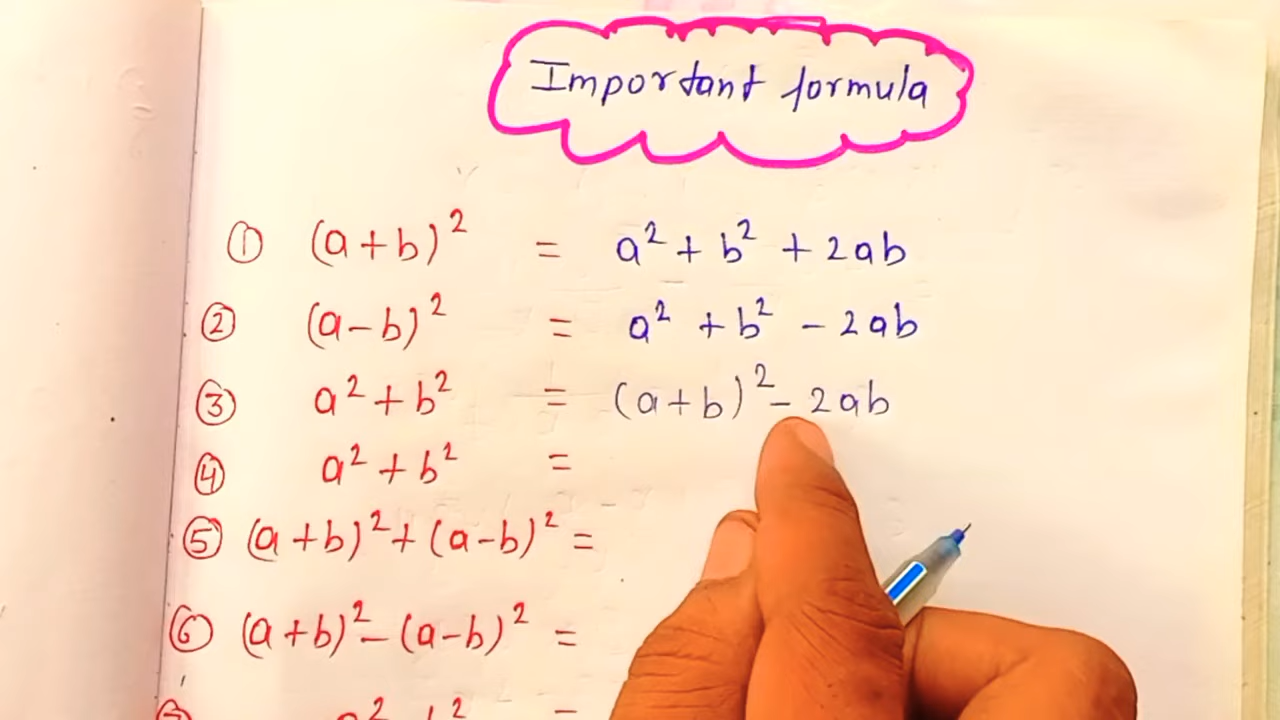 Important formula
① (a+b)² = a² + b² + 2ab
② (a-b)² = a² + b² - 2ab
③ a² + b² = (a+b)² - 2ab
④ a² + b² =
⑤ (a+b)² + (a-b)² =
⑥ (a+b)² - (a-b)² =